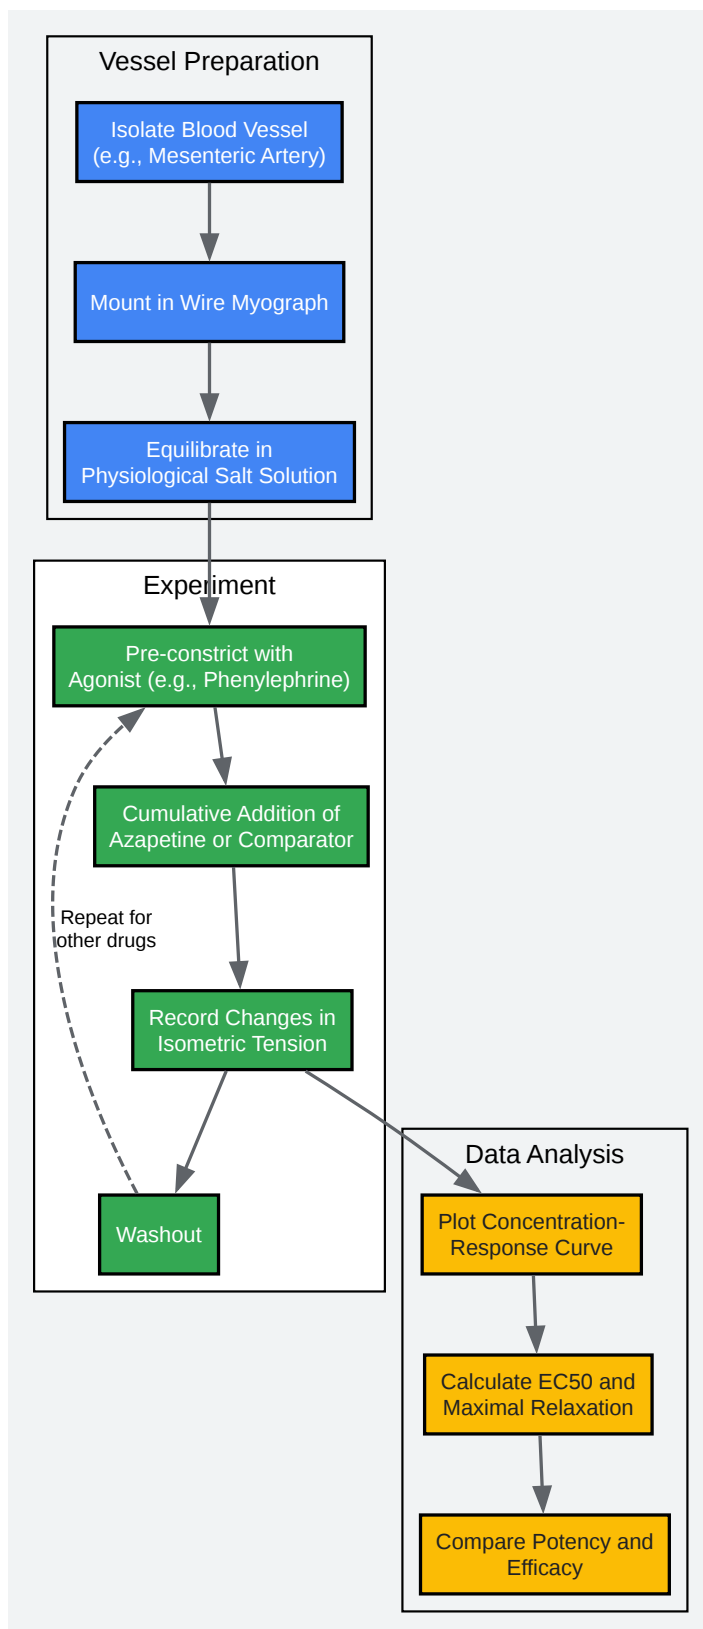 Vessel Preparation
Isolate Blood Vessel
(e.g., Mesenteric Artery)
Mount in Wire Myograph
Equilibrate in
Physiological Salt Solution
Experiment
Pre-constrict with
Agonist (e.g., Phenylephrine)
Cumulative Addition of
Azapetine or Comparator
Repeat for
other drugs
Record Changes in
Isometric Tension
Washout
Data Analysis
Plot Concentration-
Response Curve
Calculate EC50 and
Maximal Relaxation
Compare Potency and
Efficacy